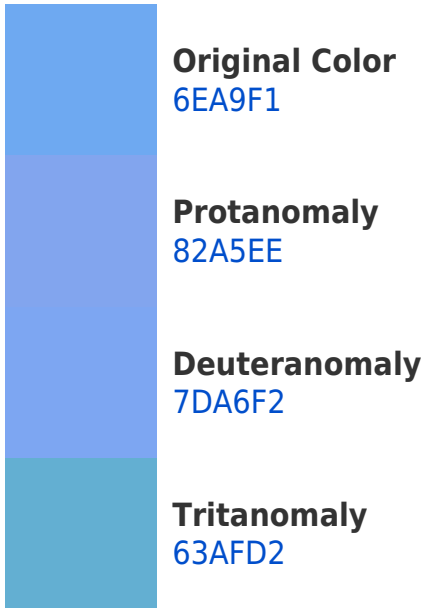 Original Color
6EA9F1
Protanomaly
82A5EE
Deuteranomaly
7DA6F2
Tritanomaly
63AFD2